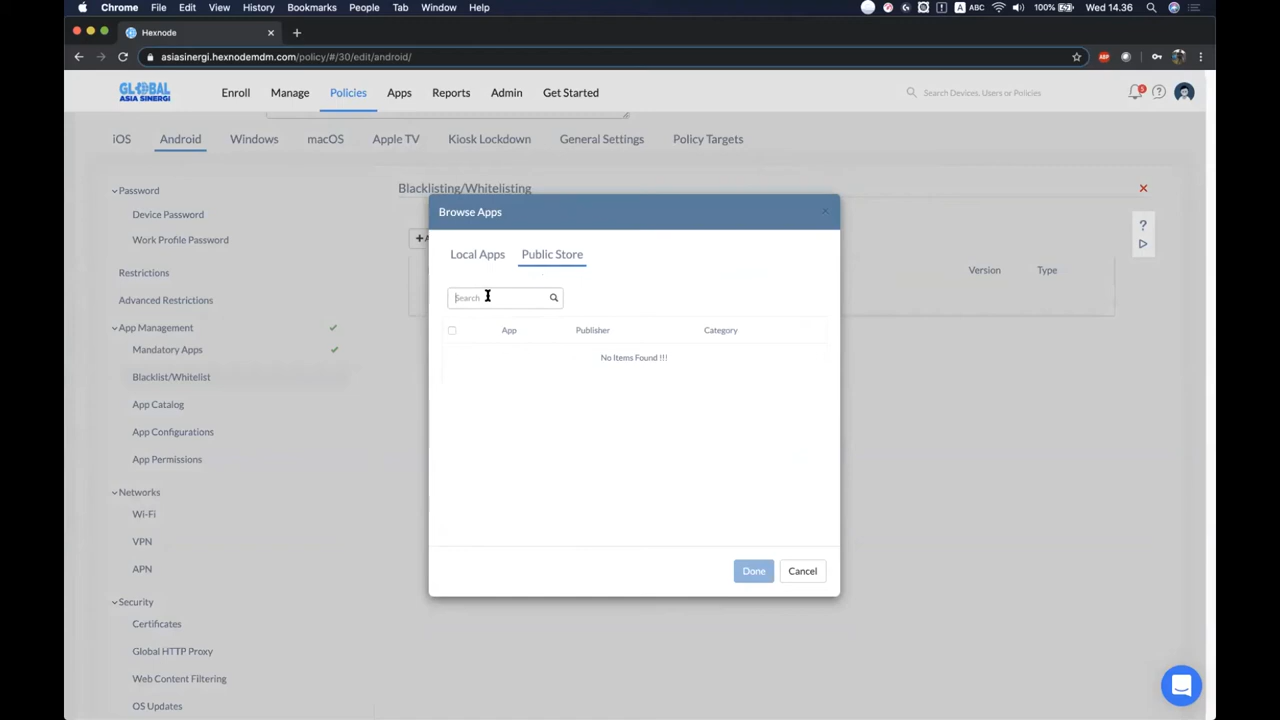 Chrome File Edit View History Bookmarks People Tab Window Help
A ABC 100% Wed 14.36
Hexnode
asiasinergi.hexnodemdm.com/policy/#/30/edit/android/
ABP
GLOBAL
ASIA SINERGI
Enroll Manage Policies Apps Reports Admin Get Started
Search Devices, Users or Policies
5
iOS Android Windows macOS Apple TV Kiosk Lockdown General Settings Policy Targets
Password
Device Password
Work Profile Password
Restrictions
Advanced Restrictions
App Management
Mandatory Apps
Blacklist/Whitelist
App Catalog
App Configurations
App Permissions
Networks
Wi-Fi
VPN
APN
Security
Certificates
Global HTTP Proxy
Web Content Filtering
OS Updates
Blacklisting/Whitelisting
+A
Version Type
?
Browse Apps
Local Apps Public Store
Search
App Publisher Category
No Items Found !!!
Done Cancel